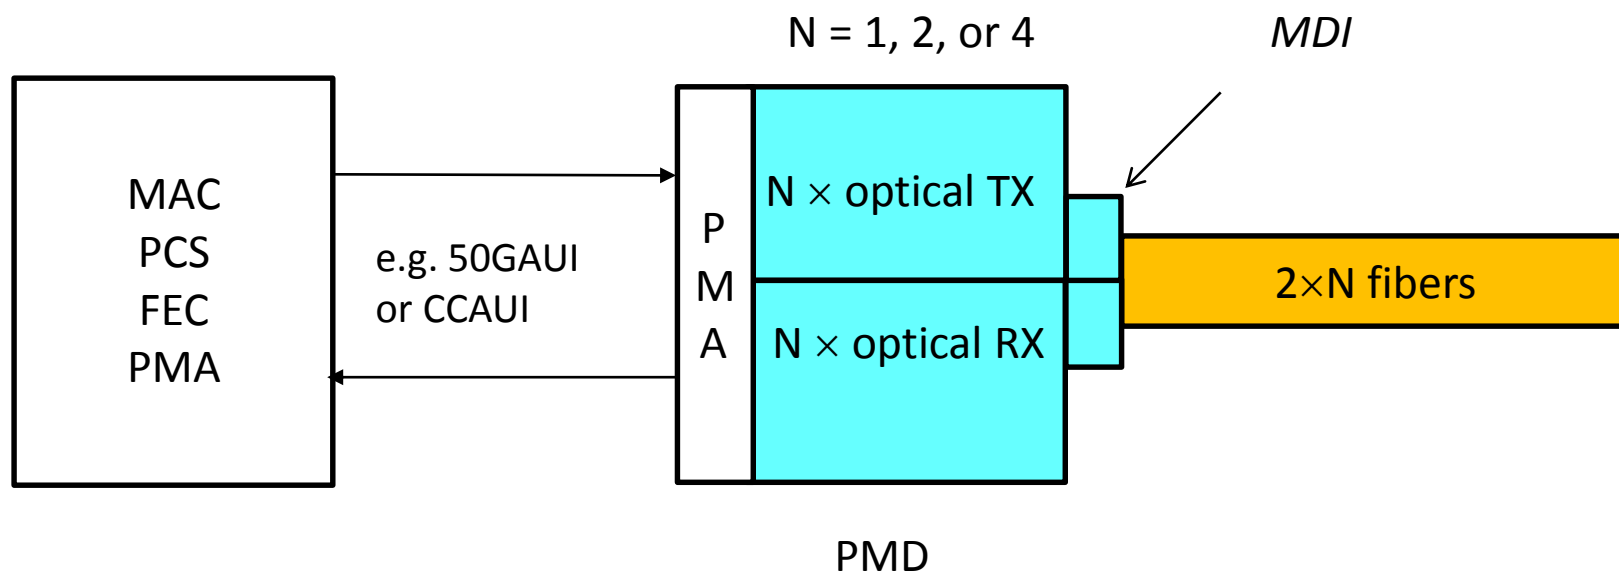 N = 1, 2, or 4
MDI
MAC
PCS
FEC
PMA
e.g. 50GAUI
or CCAUI
P
M
A
N × optical TX
N × optical RX
2×N fibers
PMD